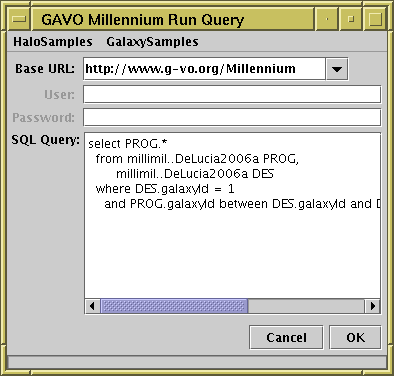 GAVO Millennium Run Query
HaloSamples GalaxySamples
Base URL: http://www.g-vo.org/Millennium
User:
Password:
SQL Query:
select PROG.*
from millimil..DeLucia2006a PROG,
millimil..DeLucia2006a DES
where DES.galaxyId = 1
and PROG.galaxyId between DES.galaxyId and
Cancel OK